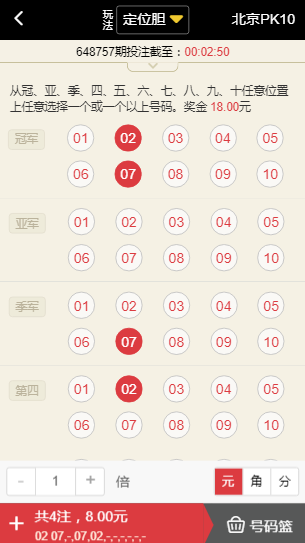 玩法 定位胆 北京PK10
648757期投注截至：00:02:50
从冠、亚、季、四、五、六、七、八、九、十任意位置
上任意选择一个或一个以上号码。奖金 18.00元
冠军 01 02 03 04 05
06 07 08 09 10
亚军 01 02 03 04 05
06 07 08 09 10
季军 01 02 03 04 05
06 07 08 09 10
第四 01 02 03 04 05
06 07 08 09 10
- 1 + 倍 元 角 分
+ 共4注，8.00元 号码篮
02 07,-,07,02,-,-,-,-,-,-